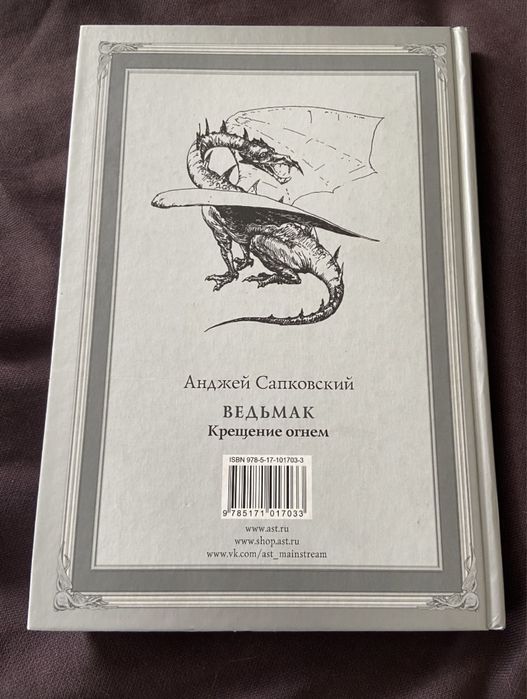 Анджей Сапковский
ВЕДЬМАК
Крещение огнем
ISBN 978-5-17-101703-3
9 785171 017033
www.ast.ru
www.shop.ast.ru
www.vk.com/ast_mainstream